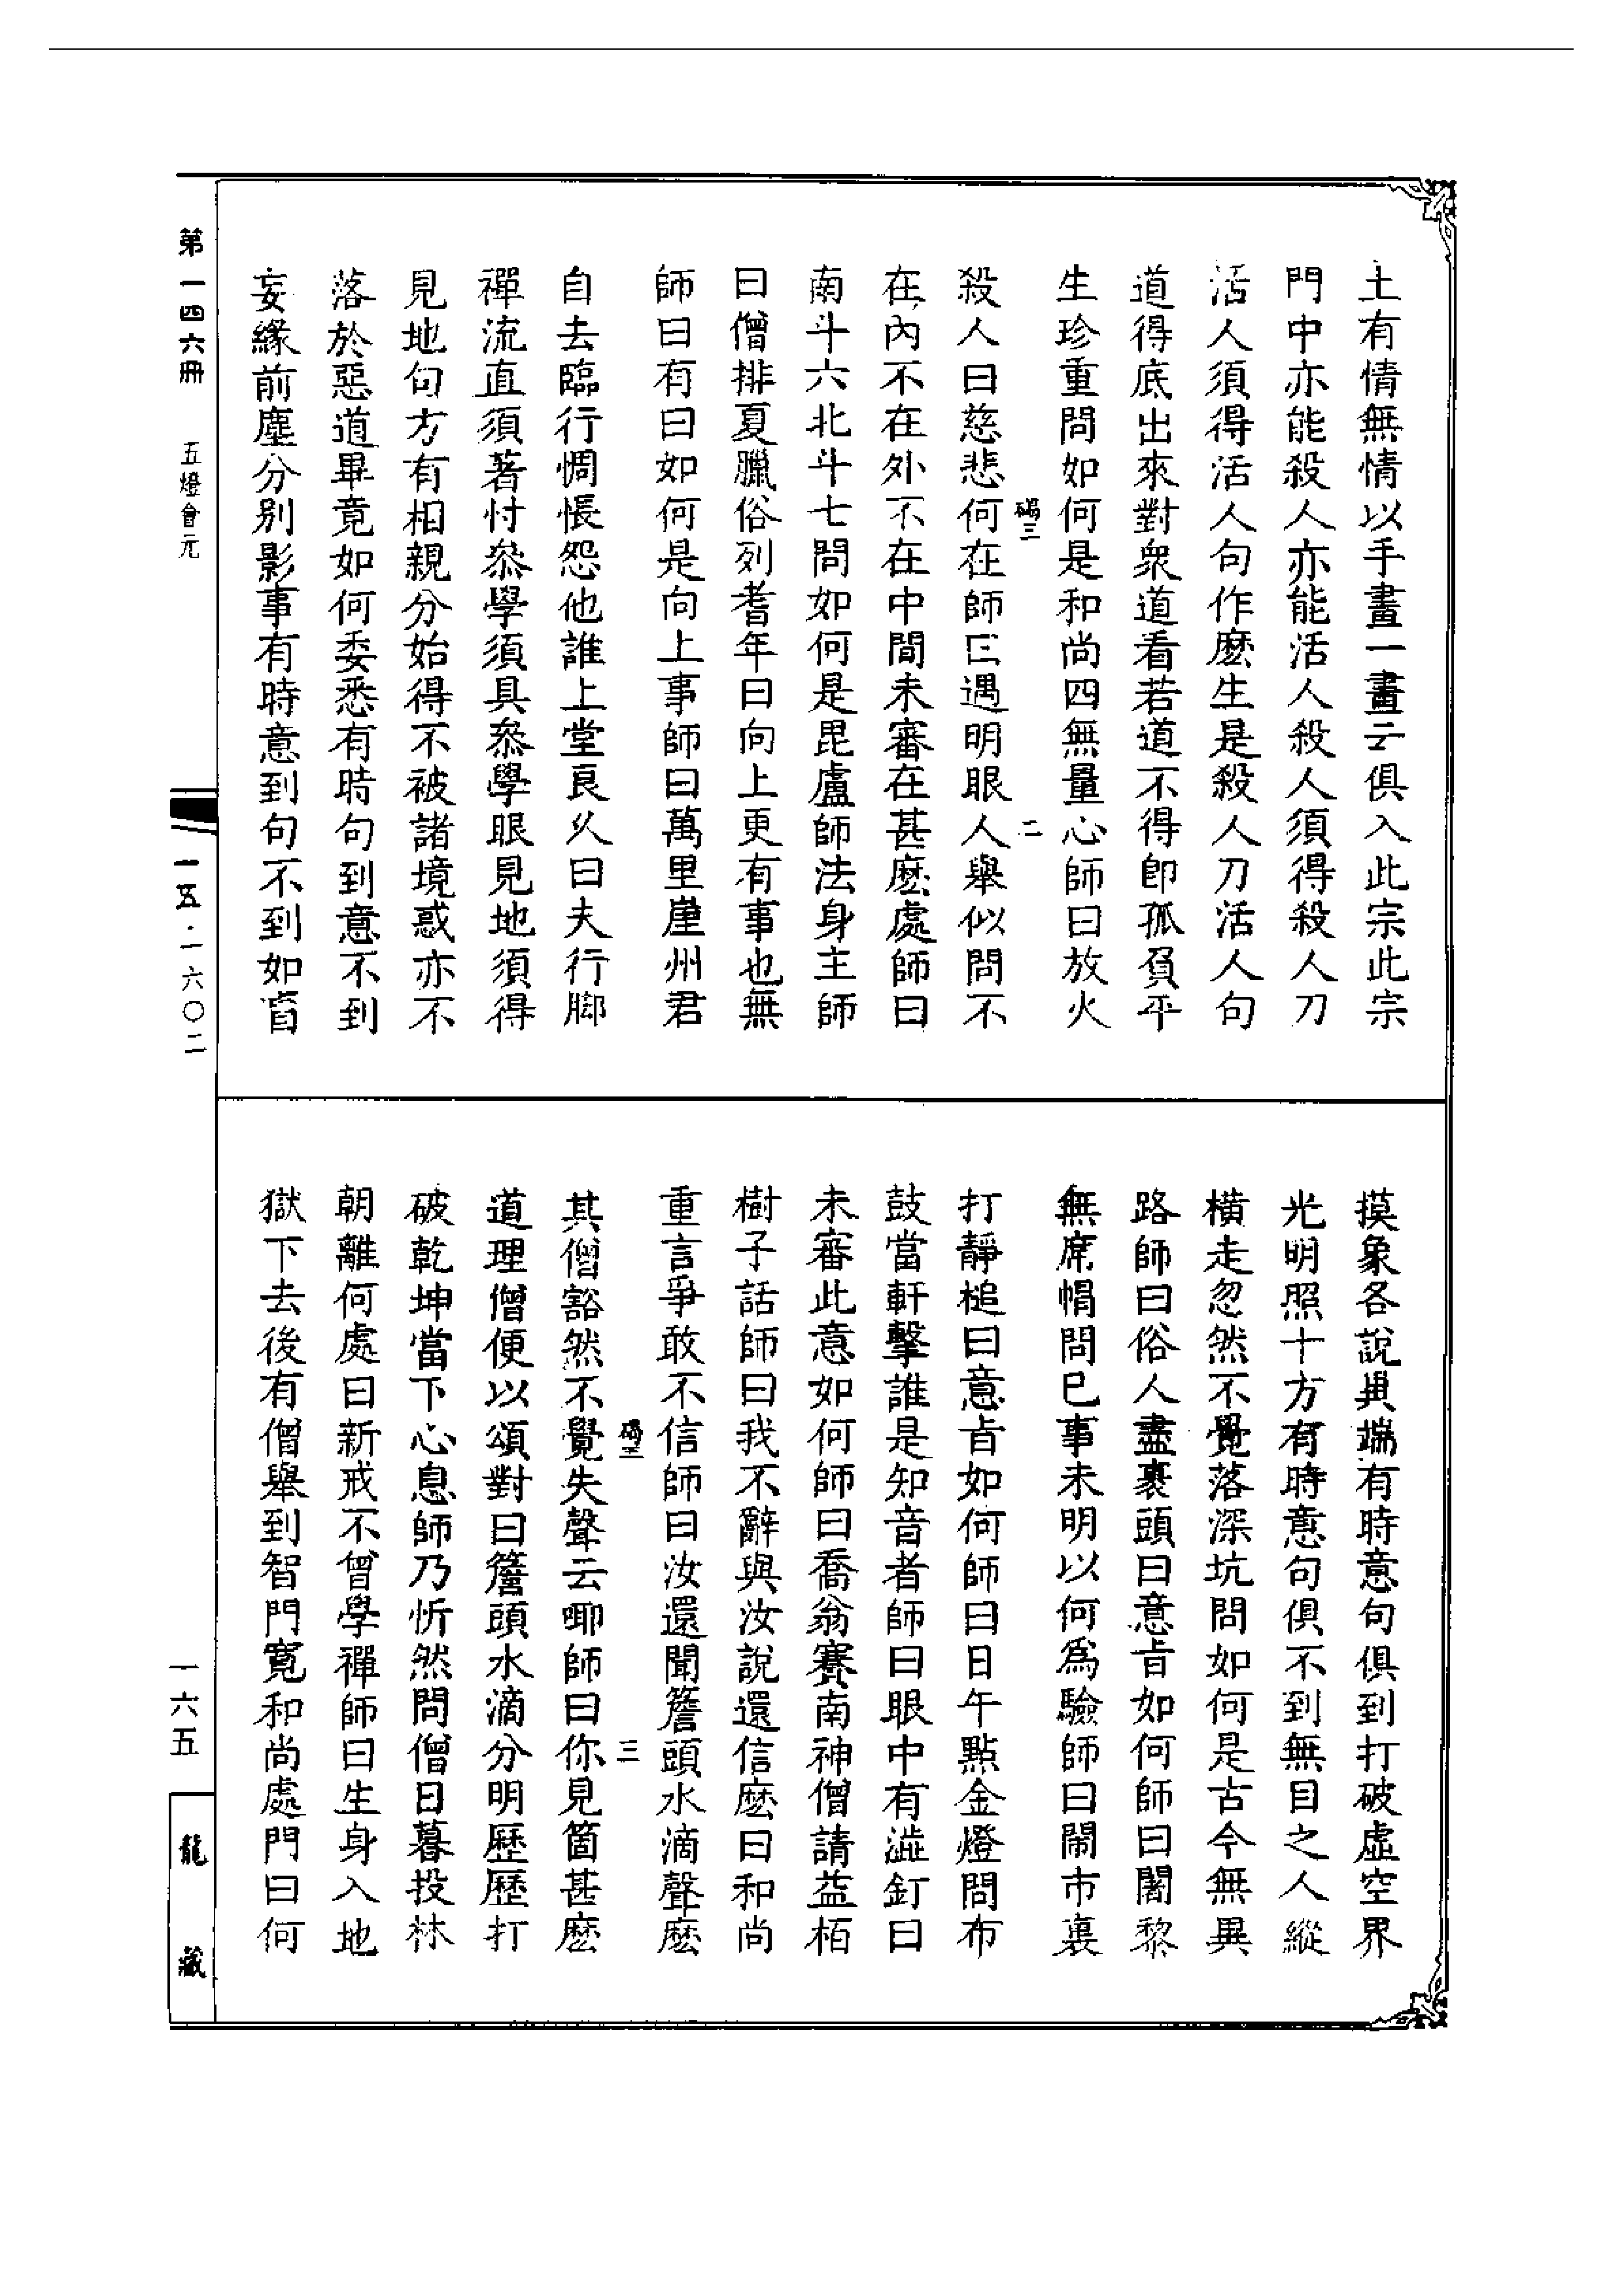 土有情無情以手畫一畫云俱入此宗此宗
門中亦能殺人亦能活人殺人須得殺人刀
活人須得活人句作麽生是殺人刀活人句
道得底出來對衆道看若道不得卽孤負平
生珍重問如何是和尚四無量心師曰放火
殺人曰慈悲何在師曰遇明眼人舉似問不
在內不在外不在中間未審在甚麽處師曰
南斗六北斗七問如何是毘盧師法身主師
曰僧排夏臘俗列耆年曰向上更有事也無
師曰有曰如何是向上事師曰萬里崖州君
自去臨行惆悵怨他誰上堂良久曰夫行脚
禪流直須著忖叅學須具叅學眼見地須得
見地句方有相親分始得不被諸境惑亦不
落於惡道畢竟如何委悉有時句到意不到
妄緣前塵分別影事有時意到句不到如盲
摸象各說異端有時意句俱到打破虛空界
光明照十方有時意句俱不到無目之人縱
橫走忽然不覺落深坑問如何是古今無異
路師曰俗人盡裹頭曰意旨如何師曰闍黎
無席帽問巳事未明以何爲驗師曰鬧市裏
打靜槌曰意旨如何師曰日午點金燈問布
鼓當軒擊誰是知音者師曰眼中有澁釘曰
未審此意如何師曰喬翁賽南神僧請益栢
樹子話師曰我不辭與汝說還信麽曰和尚
重言爭敢不信師曰汝還聞簷頭水滴聲麽
其僧豁然不覺失聲云㖿師曰你見箇甚麽
道理僧便以頌對曰簷頭水滴分明歷歷打
破乾坤當下心息師乃忻然問僧日暮投林
朝離何處曰新戒不曾學禪師曰生身入地
獄下去後有僧舉到智門寬和尚處門曰何
碣三
二
碣三
三
第一四六冊
五燈會元
一五·一六〇二
一六五
龍藏